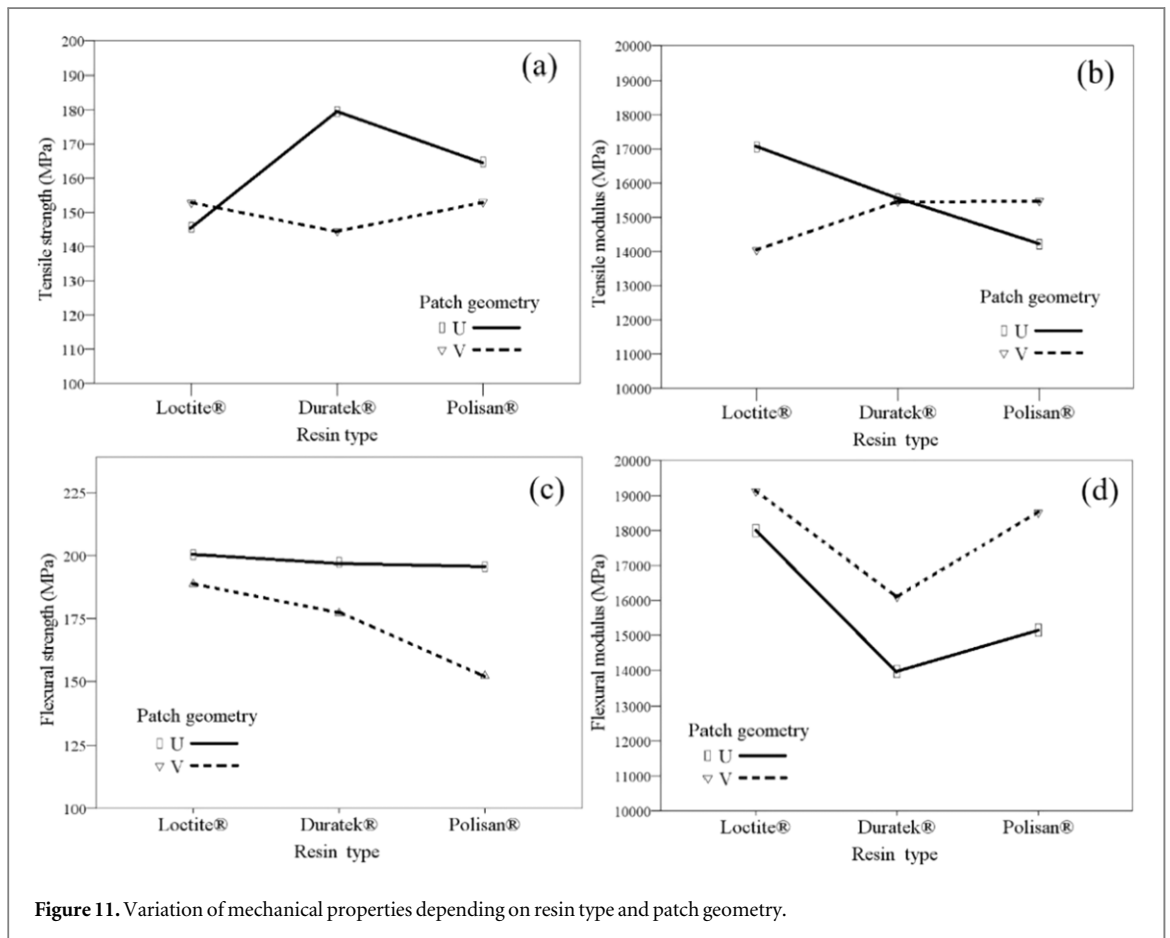 200
190
180
170
160
150
140
130
120
110
100
Tensile strength (MPa)
(a)
Patch geometry
U
V
Loctite® Duratek® Polisan®
Resin type
20000
19000
18000
17000
16000
15000
14000
13000
12000
11000
10000
Tensile modulus (MPa)
(b)
Patch geometry
U
V
Loctite® Duratek® Polisan®
Resin type
225
200
175
150
125
100
Flexural strength (MPa)
(c)
Patch geometry
U
V
Loctite® Duratek® Polisan®
Resin type
20000
19000
18000
17000
16000
15000
14000
13000
12000
11000
10000
Flexural modulus (MPa)
(d)
Patch geometry
U
V
Loctite® Duratek® Polisan®
Resin type
Figure 11. Variation of mechanical properties depending on resin type and patch geometry.